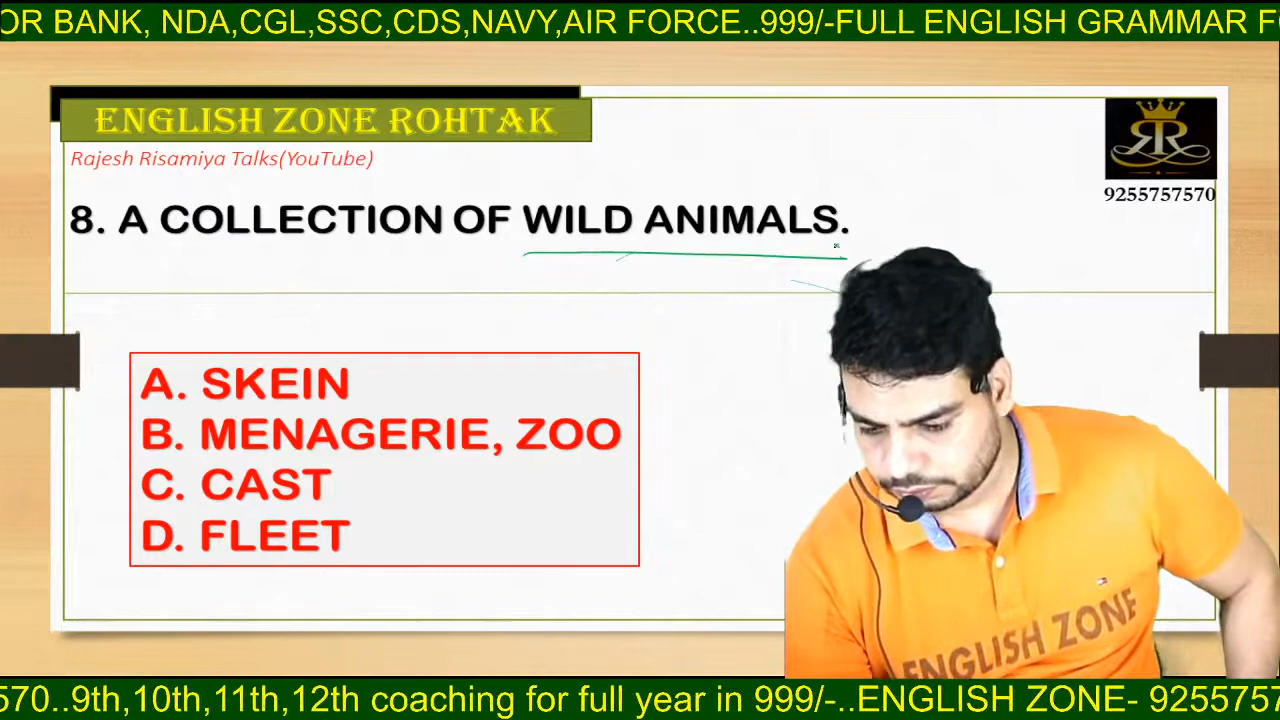 OR BANK, NDA,CGL,SSC,CDS,NAVY,AIR FORCE..999/-FULL ENGLISH GRAMMAR F
ENGLISH ZONE ROHTAK
Rajesh Risamiya Talks(YouTube)
RR
9255757570
8. A COLLECTION OF WILD ANIMALS.
A. SKEIN
B. MENAGERIE, ZOO
C. CAST
D. FLEET
ENGLISH ZONE
570..9th,10th,11th,12th coaching for full year in 999/-..ENGLISH ZONE- 9255757